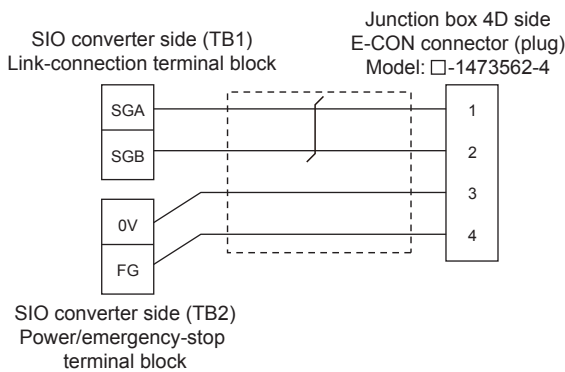 SIO converter side (TB1)
Link-connection terminal block
Junction box 4D side
E-CON connector (plug)
Model: □-1473562-4
SGA
SGB
0V
FG
1
2
3
4
SIO converter side (TB2)
Power/emergency-stop
terminal block